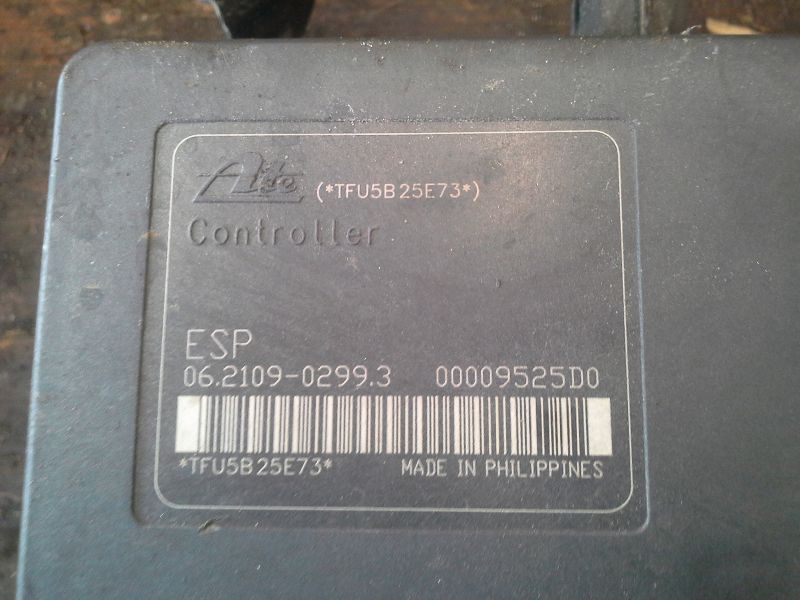 Ate (*TFU5B25E73*)
Controller
ESP
06.2109-0299.3 00009525D0
*TFU5B25E73* MADE IN PHILIPPINES